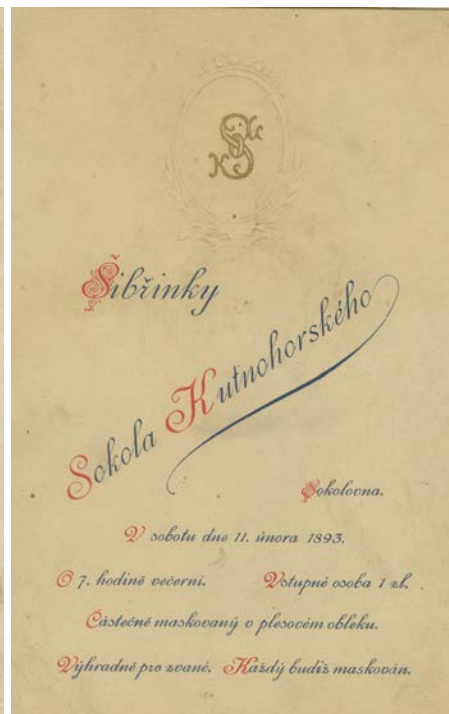 Šibřinky
Sokola Kutnohorského
Sokolovna.
V sobotu dne 11. února 1893.
O 7. hodině večerní. Vstupné osoba 1 zl.
Částečně maskovaný v plesovém obleku.
Výhradně pro zvané. Každý budiž maskován.